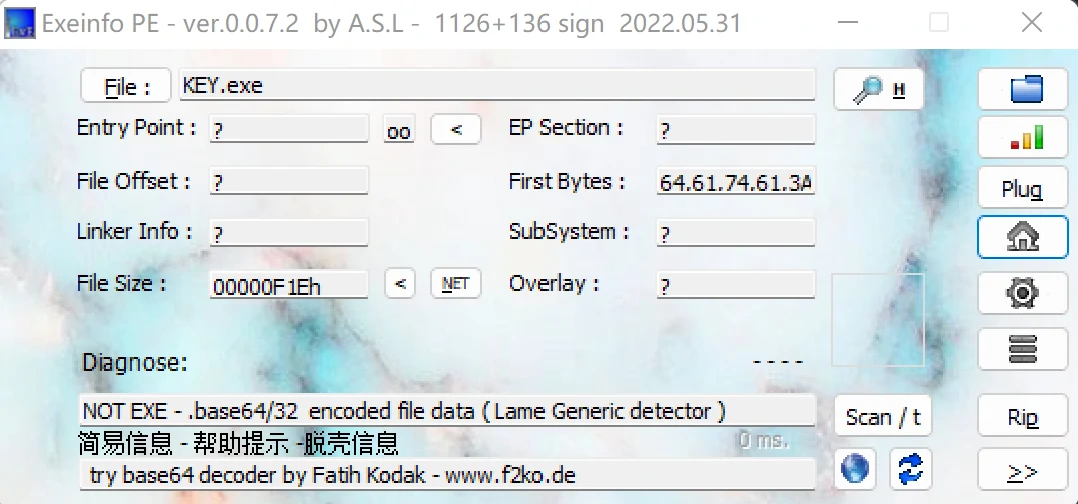 Exeinfo PE - ver.0.0.7.2 by A.S.L - 1126+136 sign 2022.05.31
File : KEY.exe H
Entry Point : ? oo < EP Section : ?
File Offset : ? First Bytes : 64.61.74.61.3A Plug
Linker Info : ? SubSystem : ?
File Size : 00000F1Eh < NET Overlay : ?
Diagnose: - - - -
NOT EXE - .base64/32 encoded file data ( Lame Generic detector ) Scan / t Rip
简易信息 - 帮助提示 -脱壳信息 0 ms.
try base64 decoder by Fatih Kodak - www.f2ko.de >>